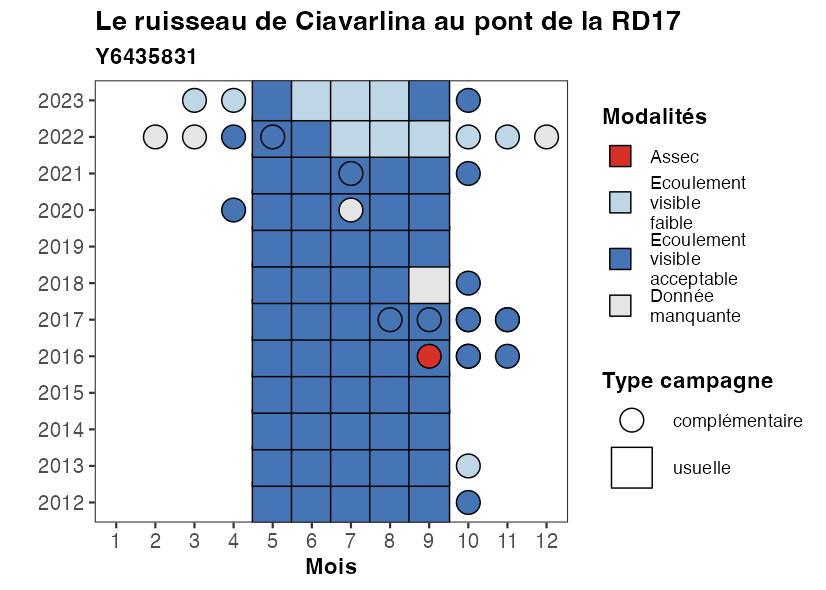 Le ruisseau de Ciavarlina au pont de la RD17
Y6435831
2023
2022
2021
2020
2019
2018
2017
2016
2015
2014
2013
2012
1 2 3 4 5 6 7 8 9 10 11 12
Mois
Modalités
Assec
Ecoulement
visible
faible
Ecoulement
visible
acceptable
Donnée
manquante
Type campagne
complémentaire
usuelle